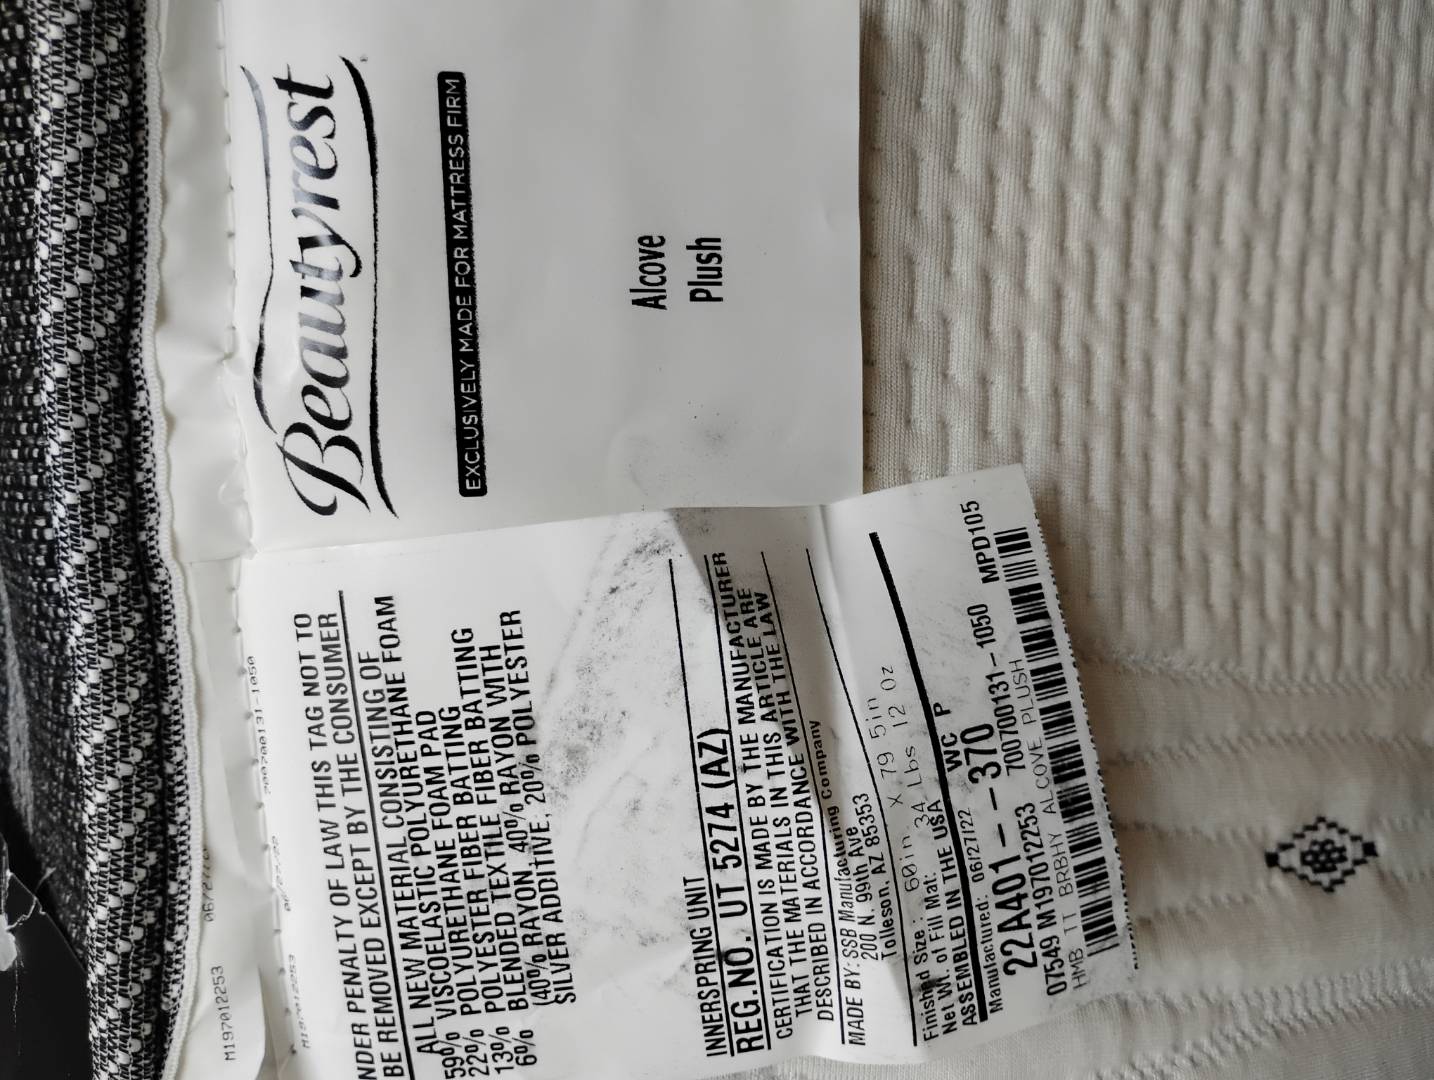 Beautyrest
EXCLUSIVELY MADE FOR MATTRESS FIRM
Alcove
Plush
M197012253 700700131-1050
M197012253
NDER PENALTY OF LAW THIS TAG NOT TO
BE REMOVED EXCEPT BY THE CONSUMER
ALL NEW MATERIAL CONSISTING OF
59% VISCOELASTIC POLYURETHANE FOAM PAD
22% POLYURETHANE FOAM
13% POLYESTER FIBER BATTING
6% BLENDED TEXTILE FIBER BATTING
(40% RAYON, 40% RAYON WITH
SILVER ADDITIVE, 20% POLYESTER
INNERSPRING UNIT
REG.NO. UT 5274 (AZ)
CERTIFICATION IS MADE BY THE MANUFACTURER
THAT THE MATERIALS IN THIS ARTICLE ARE
DESCRIBED IN ACCORDANCE WITH THE LAW
MADE BY: SSB Manufacturing Company
200 N. 99th Ave
Tolleson, AZ 85353
Finished Size: 60in. x 79 5in
Net Wt. of Fill Mat: 34 Lbs 12 Oz
ASSEMBLED IN THE USA WC P
Manufactured: 06/27/22
22A401--370 700700131-1050 MPD105
07549 M197012253
HMB TT BRBHY ALCOVE PLUSH